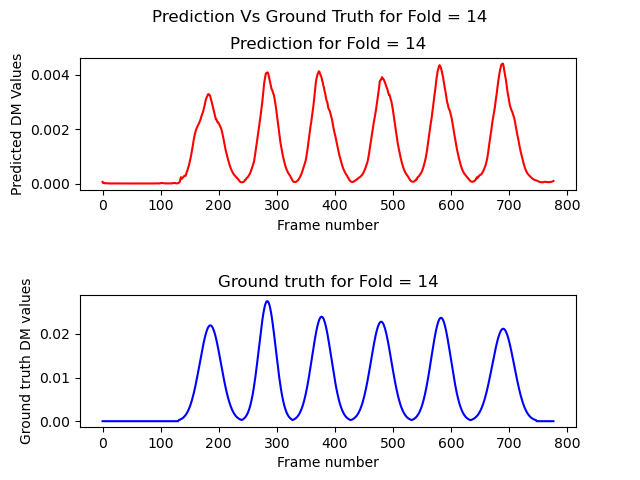 Prediction Vs Ground Truth for Fold = 14
Prediction for Fold = 14
Predicted DM Values
0.004
0.002
0.000
0 100 200 300 400 500 600 700 800
Frame number
Ground truth for Fold = 14
Ground truth DM values
0.02
0.01
0.00
0 100 200 300 400 500 600 700 800
Frame number